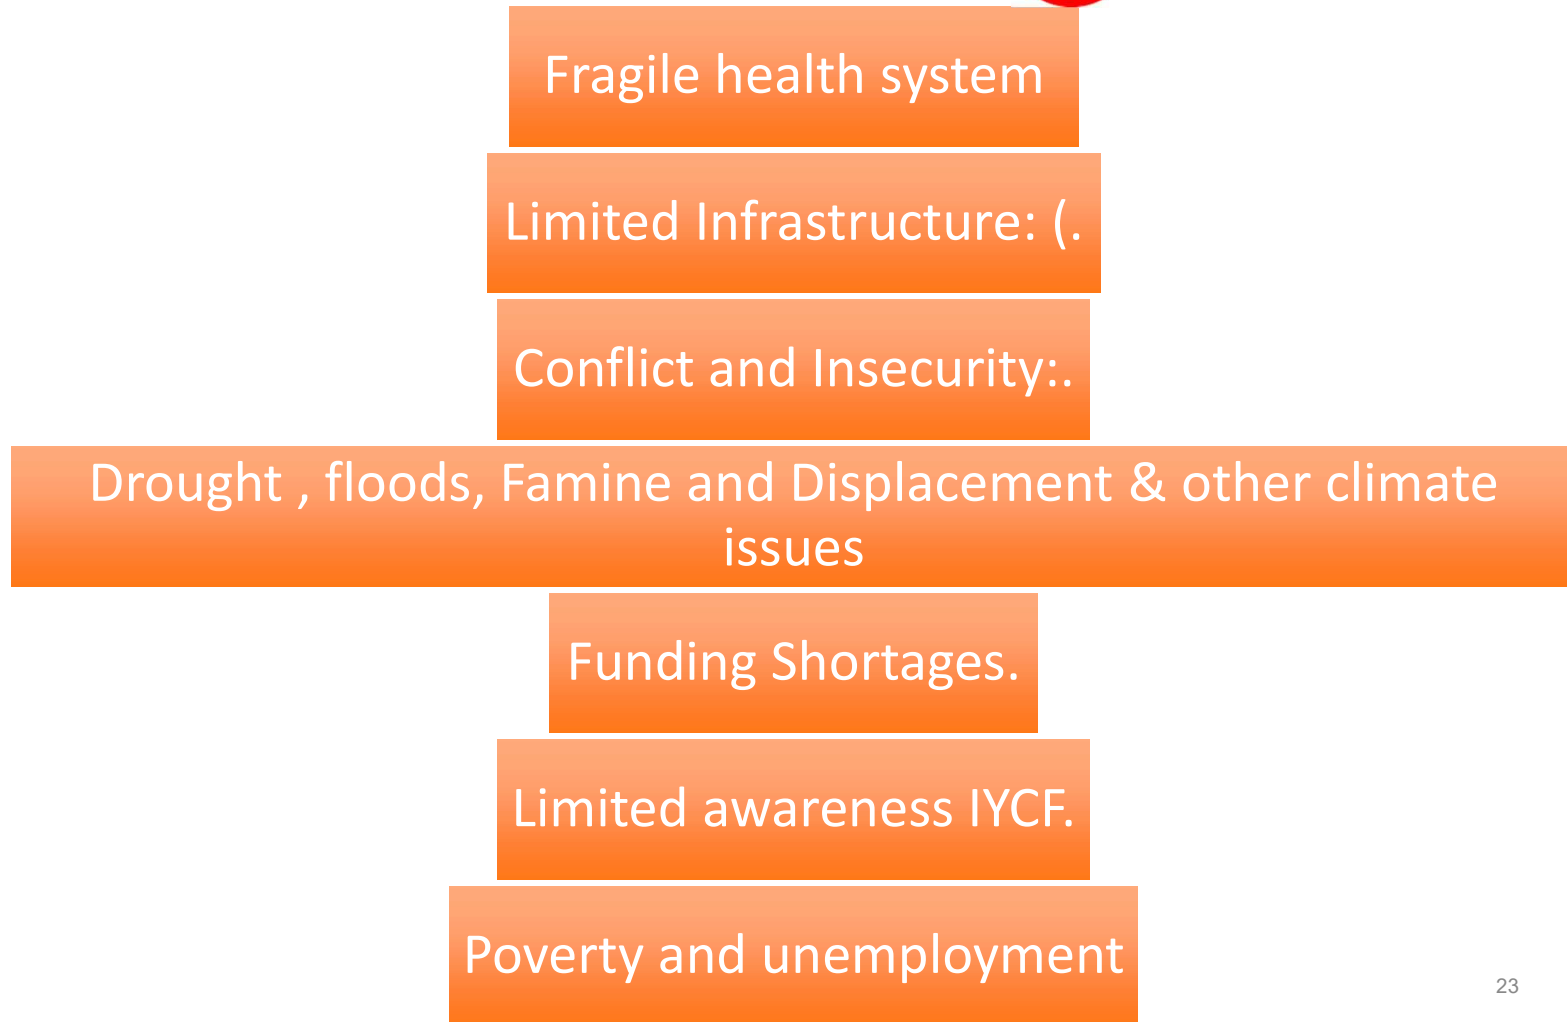 Fragile health system
Limited Infrastructure: (.
Conflict and Insecurity:.
Drought , floods, Famine and Displacement & other climate
issues
Funding Shortages.
Limited awareness IYCF.
Poverty and unemployment
23